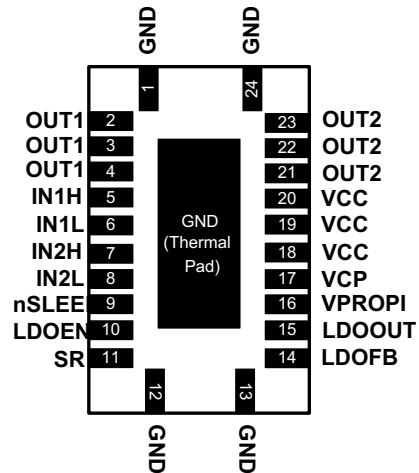 GND GND
1 24
OUT1 2 23 OUT2
OUT1 3 22 OUT2
OUT1 4 21 OUT2
IN1H 5 20 VCC
IN1L 6 19 VCC
IN2H 7 18 VCC
IN2L 8 17 VCP
nSLEE 9 16 VPROPI
LDOEN 10 15 LDOOUT
SR 11 14 LDOFB
GND
(Thermal
Pad)
12 13
GND GND